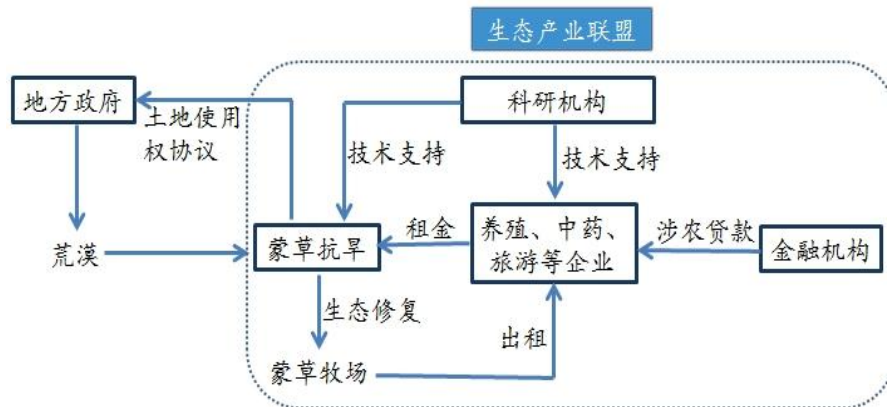 生态产业联盟
地方政府
科研机构
土地使用
权协议
技术支持
技术支持
荒漠
蒙草抗旱
租金
养殖、中药、
旅游等企业
涉农贷款
金融机构
生态修复
出租
蒙草牧场